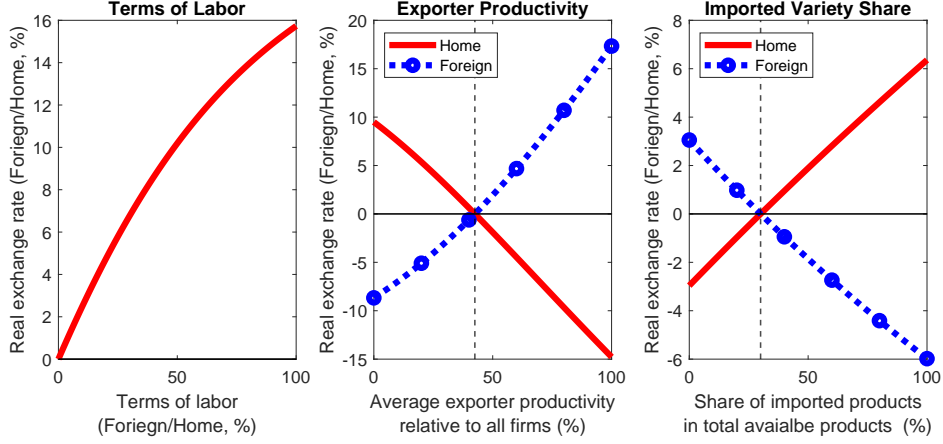 Terms of Labor
Real exchange rate (Foriegn/Home, %)
16
14
12
10
8
6
4
2
0
0
50
100
Terms of labor
(Foriegn/Home, %)
Exporter Productivity
Real exchange rate (Foriegn/Home, %)
Home
Foreign
20
15
10
5
0
-5
-10
-15
0
50
100
Average exporter productivity
relative to all firms (%)
Imported Variety Share
Real exchange rate (Foriegn/Home, %)
Home
Foreign
8
6
4
2
0
-2
-4
-6
0
50
100
Share of imported products
in total avaialbe products (%)